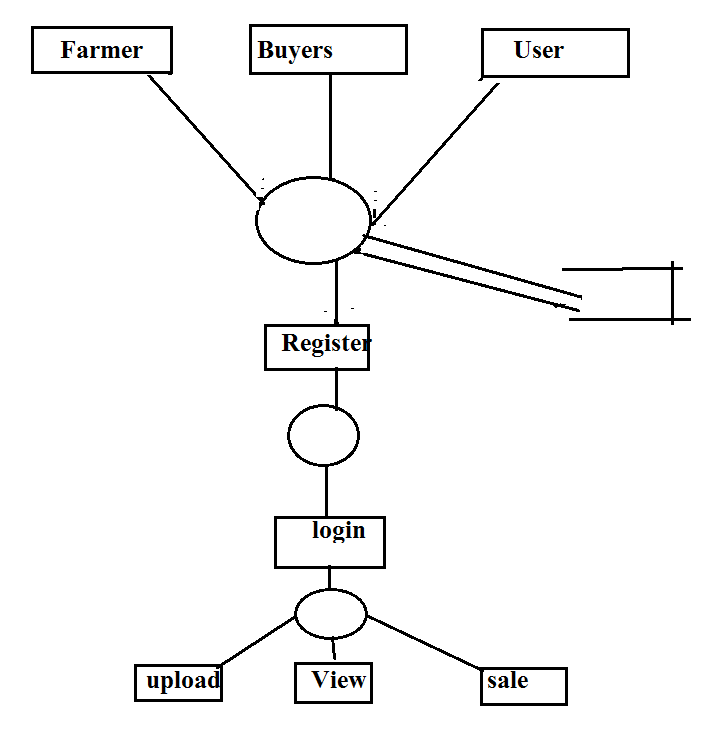 Farmer
Buyers
User
Register
login
upload
View
sale